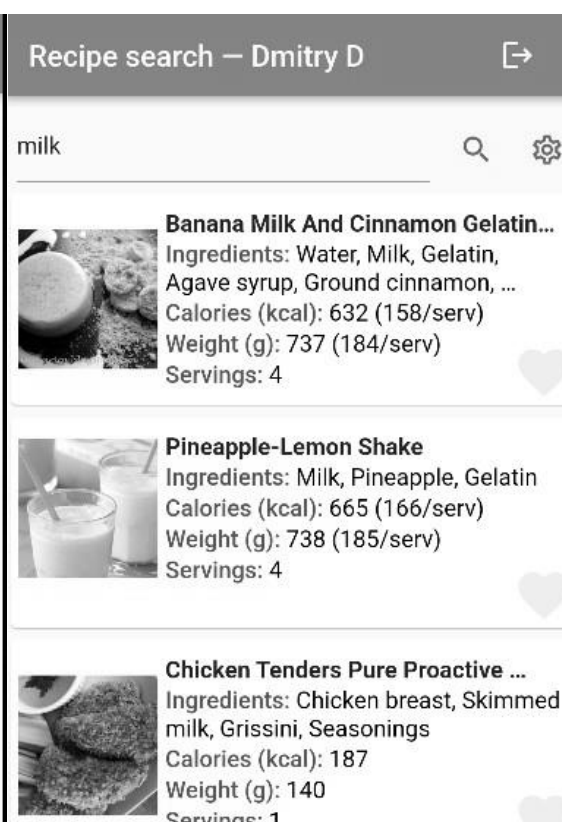 Recipe search — Dmitry D
milk
Banana Milk And Cinnamon Gelatin...
Ingredients: Water, Milk, Gelatin,
Agave syrup, Ground cinnamon, ...
Calories (kcal): 632 (158/serv)
Weight (g): 737 (184/serv)
Servings: 4
Pineapple-Lemon Shake
Ingredients: Milk, Pineapple, Gelatin
Calories (kcal): 665 (166/serv)
Weight (g): 738 (185/serv)
Servings: 4
Chicken Tenders Pure Proactive ...
Ingredients: Chicken breast, Skimmed
milk, Grissini, Seasonings
Calories (kcal): 187
Weight (g): 140
Servings: 1